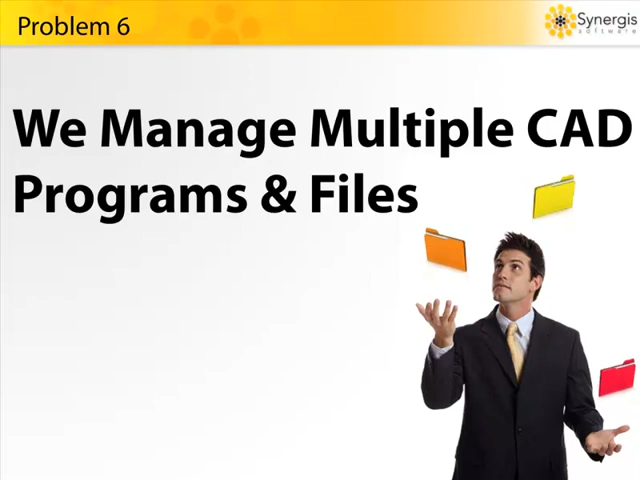 Problem 6
Synergis
software
We Manage Multiple CAD
Programs & Files